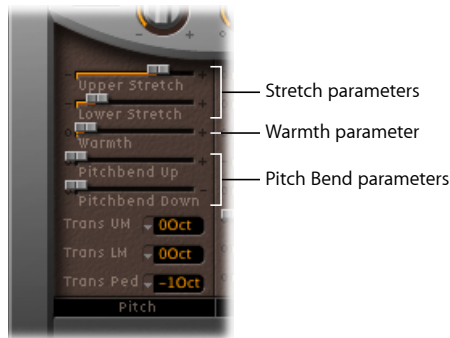 Upper Stretch
Lower Stretch
Warmth
Pitchbend Up
Pitchbend Down
Trans UM 0Oct
Trans LM 0Oct
Trans Ped -1Oct
Pitch
Stretch parameters
Warmth parameter
Pitch Bend parameters